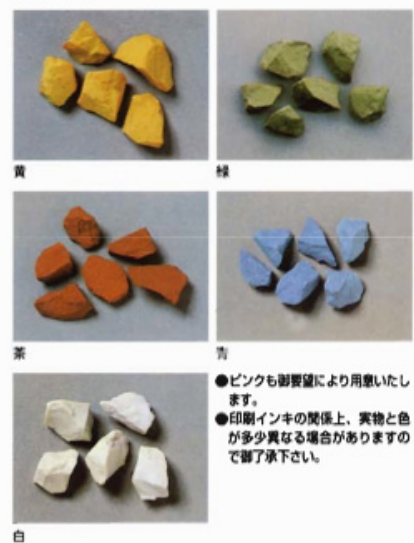 黄
緑
茶
青
●ピンクも御要望により用意いたし
ます。
●印刷インキの関係上、実物と色
が多少異なる場合がありますの
で御了承下さい。
白